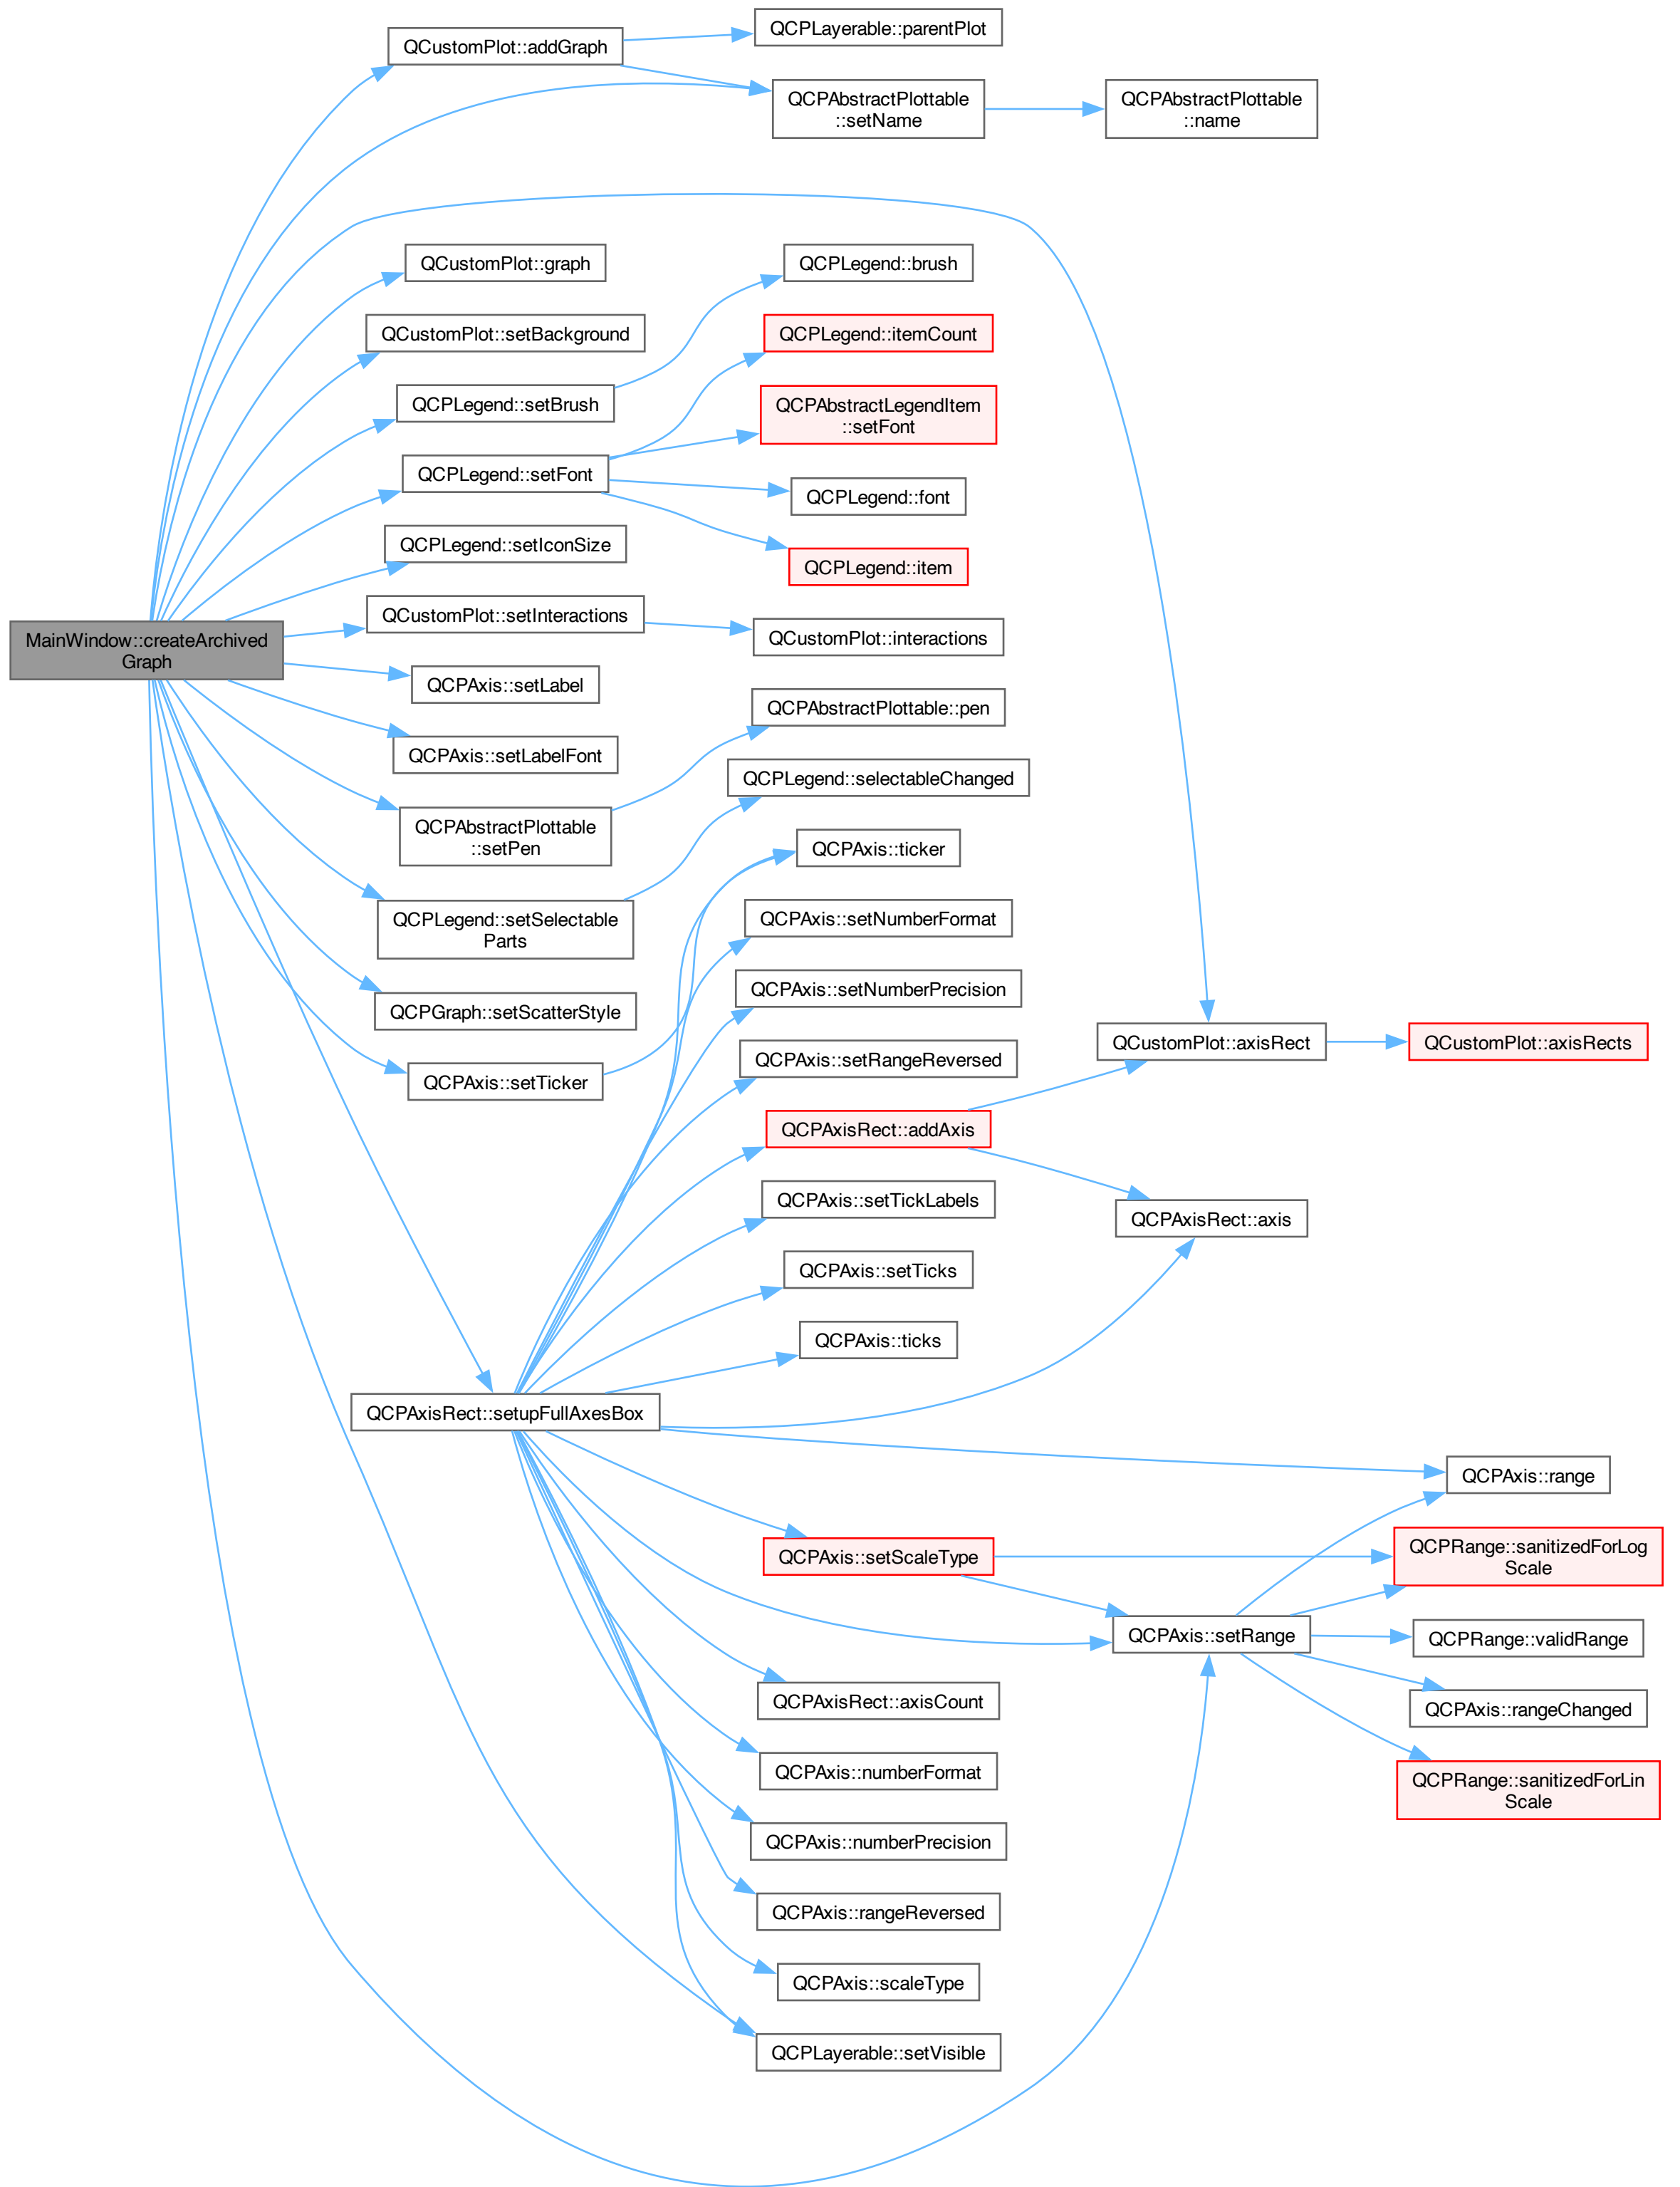 QCPLayerable::parentPlot
QCustomPlot::addGraph
QCPAbstractPlottable
::setName
QCPAbstractPlottable
::name
QCustomPlot::graph
QCPLegend::brush
QCustomPlot::setBackground
QCPLegend::itemCount
QCPLegend::setBrush
QCPAbstractLegendItem
::setFont
QCPLegend::setFont
QCPLegend::font
QCPLegend::setIconSize
QCPLegend::item
QCustomPlot::setInteractions
QCustomPlot::interactions
MainWindow::createArchived
Graph
QCPAxis::setLabel
QCPAbstractPlottable::pen
QCPAxis::setLabelFont
QCPLegend::selectableChanged
QCPAbstractPlottable
::setPen
QCPAxis::ticker
QCPLegend::setSelectable
Parts
QCPAxis::setNumberFormat
QCPAxis::setNumberPrecision
QCPGraph::setScatterStyle
QCustomPlot::axisRect
QCustomPlot::axisRects
QCPAxis::setRangeReversed
QCPAxis::setTicker
QCPAxisRect::addAxis
QCPAxis::setTickLabels
QCPAxisRect::axis
QCPAxis::setTicks
QCPAxis::ticks
QCPAxisRect::setupFullAxesBox
QCPAxis::range
QCPAxis::setScaleType
QCPRange::sanitizedForLog
Scale
QCPAxis::setRange
QCPRange::validRange
QCPAxisRect::axisCount
QCPAxis::rangeChanged
QCPAxis::numberFormat
QCPRange::sanitizedForLin
Scale
QCPAxis::numberPrecision
QCPAxis::rangeReversed
QCPAxis::scaleType
QCPLayerable::setVisible